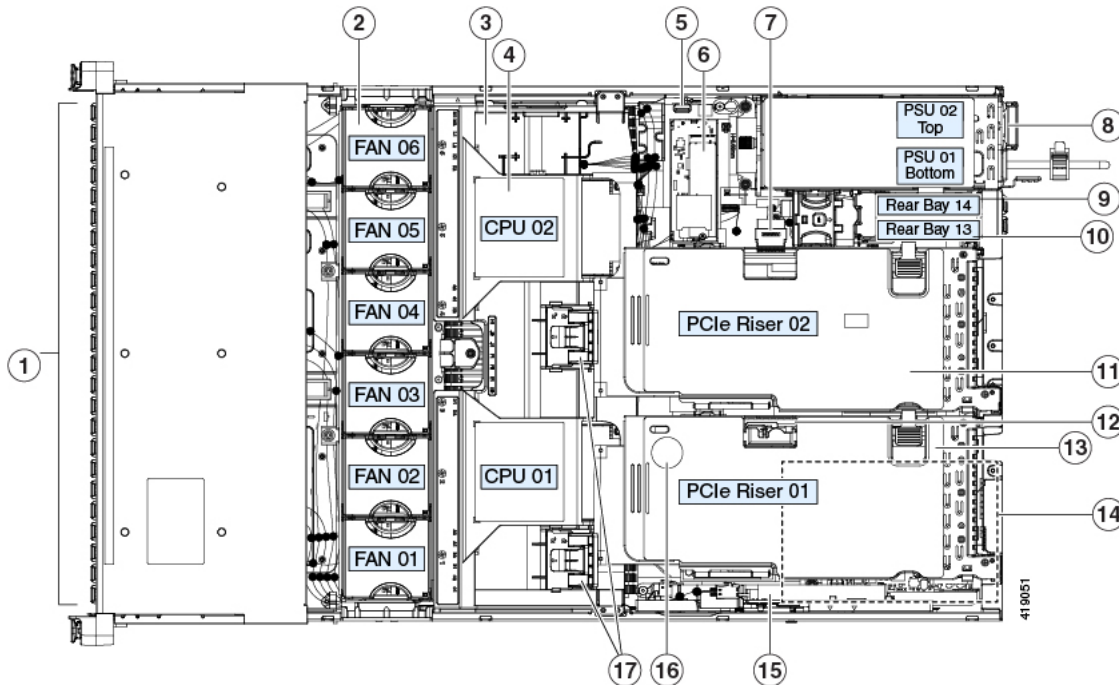 2
3
4
5
6
7
8
9
10
1
11
12
13
14
15
16
17
FAN 06
FAN 05
FAN 04
FAN 03
FAN 02
FAN 01
CPU 02
CPU 01
PSU 02
Top
PSU 01
Bottom
Rear Bay 14
Rear Bay 13
PCIe Riser 02
PCIe Riser 01
419051